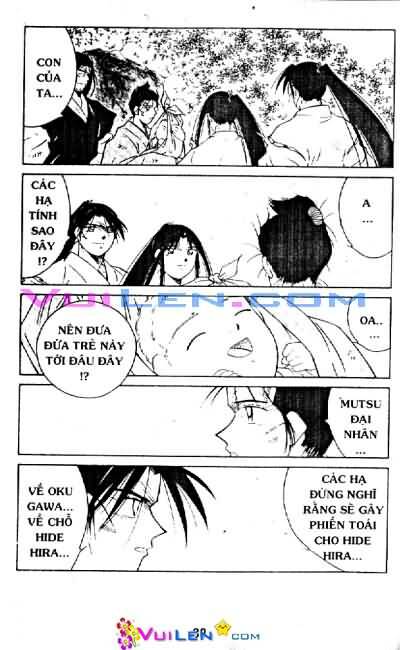 CON
CỦA
TA...
CÁC
HẠ
TÍNH
SAO
ĐÂY
!?
A
...
VUILEN.COM
NÊN ĐƯA
ĐỨA TRẺ NÀY
TỚI ĐÂU ĐÂY
!?
OA..
...
MUTSU
ĐẠI
NHÂN
...
VỀ OKU
GAWA...
VỀ CHỖ
HIDE
HIRA...
CÁC HẠ
ĐỪNG NGHĨ
RẰNG SẼ GÂY
PHIỀN TOÁI
CHO HIDE
HIRA...
VUILEN.COM